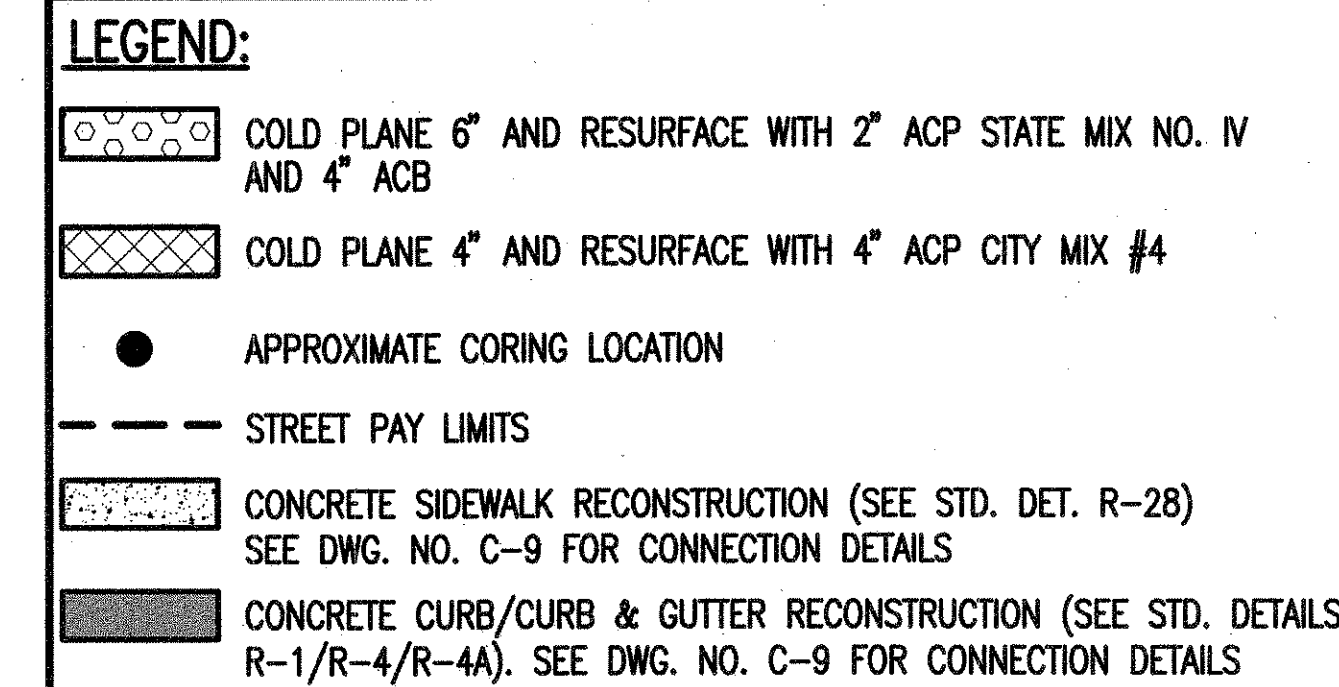 LEGEND:
COLD PLANE 6" AND RESURFACE WITH 2" ACP STATE MIX NO. IV
AND 4" ACB
COLD PLANE 4" AND RESURFACE WITH 4" ACP CITY MIX #4
APPROXIMATE CORING LOCATION
STREET PAY LIMITS
CONCRETE SIDEWALK RECONSTRUCTION (SEE STD. DET. R-28)
SEE DWG. NO. C-9 FOR CONNECTION DETAILS
CONCRETE CURB/CURB & GUTTER RECONSTRUCTION (SEE STD. DETAILS
R-1/R-4/R-4A). SEE DWG. NO. C-9 FOR CONNECTION DETAILS